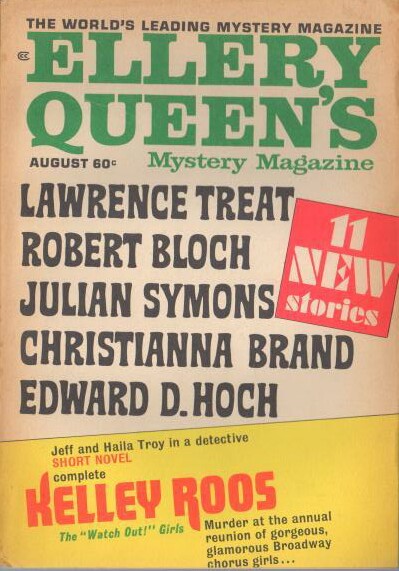 THE WORLD'S LEADING MYSTERY MAGAZINE
ELLERY
QUEEN'S
AUGUST 60¢ Mystery Magazine
LAWRENCE TREAT
ROBERT BLOCH
JULIAN SYMONS
CHRISTIANNA BRAND
EDWARD D. HOCH
11
NEW
stories
Jeff and Haila Troy in a detective
SHORT NOVEL
complete
KELLEY ROOS
The "Watch Out!" Girls
Murder at the annual
reunion of gorgeous,
glamorous Broadway
chorus girls...